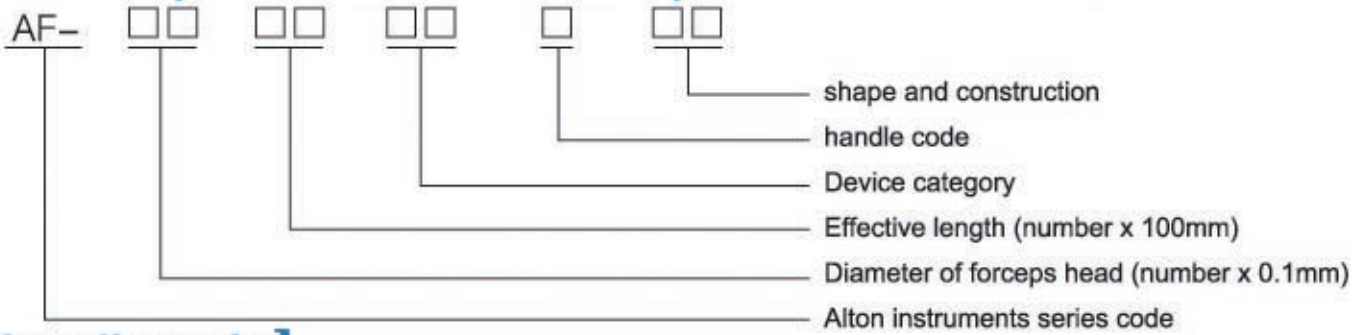 AF- □□ □□ □□ □ □□
shape and construction
handle code
Device category
Effective length (number x 100mm)
Diameter of forceps head (number x 0.1mm)
Alton instruments series code